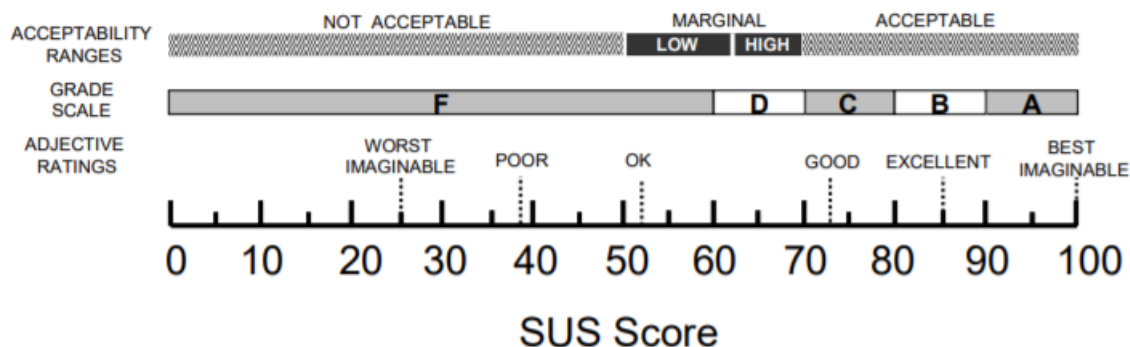 NOT ACCEPTABLE MARGINAL ACCEPTABLE
ACCEPTABILITY
RANGES
LOW HIGH
GRADE
SCALE
F D C B A
ADJECTIVE
RATINGS
WORST
IMAGINABLE
POOR
OK
GOOD
EXCELLENT
BEST
IMAGINABLE
0 10 20 30 40 50 60 70 80 90 100
SUS Score